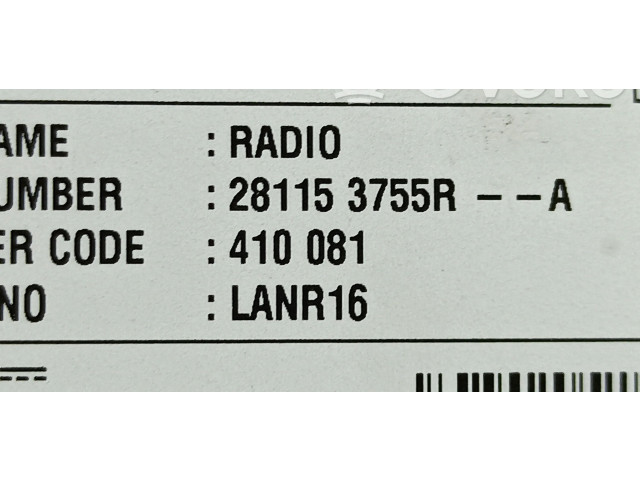 AME : RADIO
UMBER : 28115 3755R – – A
ER CODE : 410 081
NO : LANR16